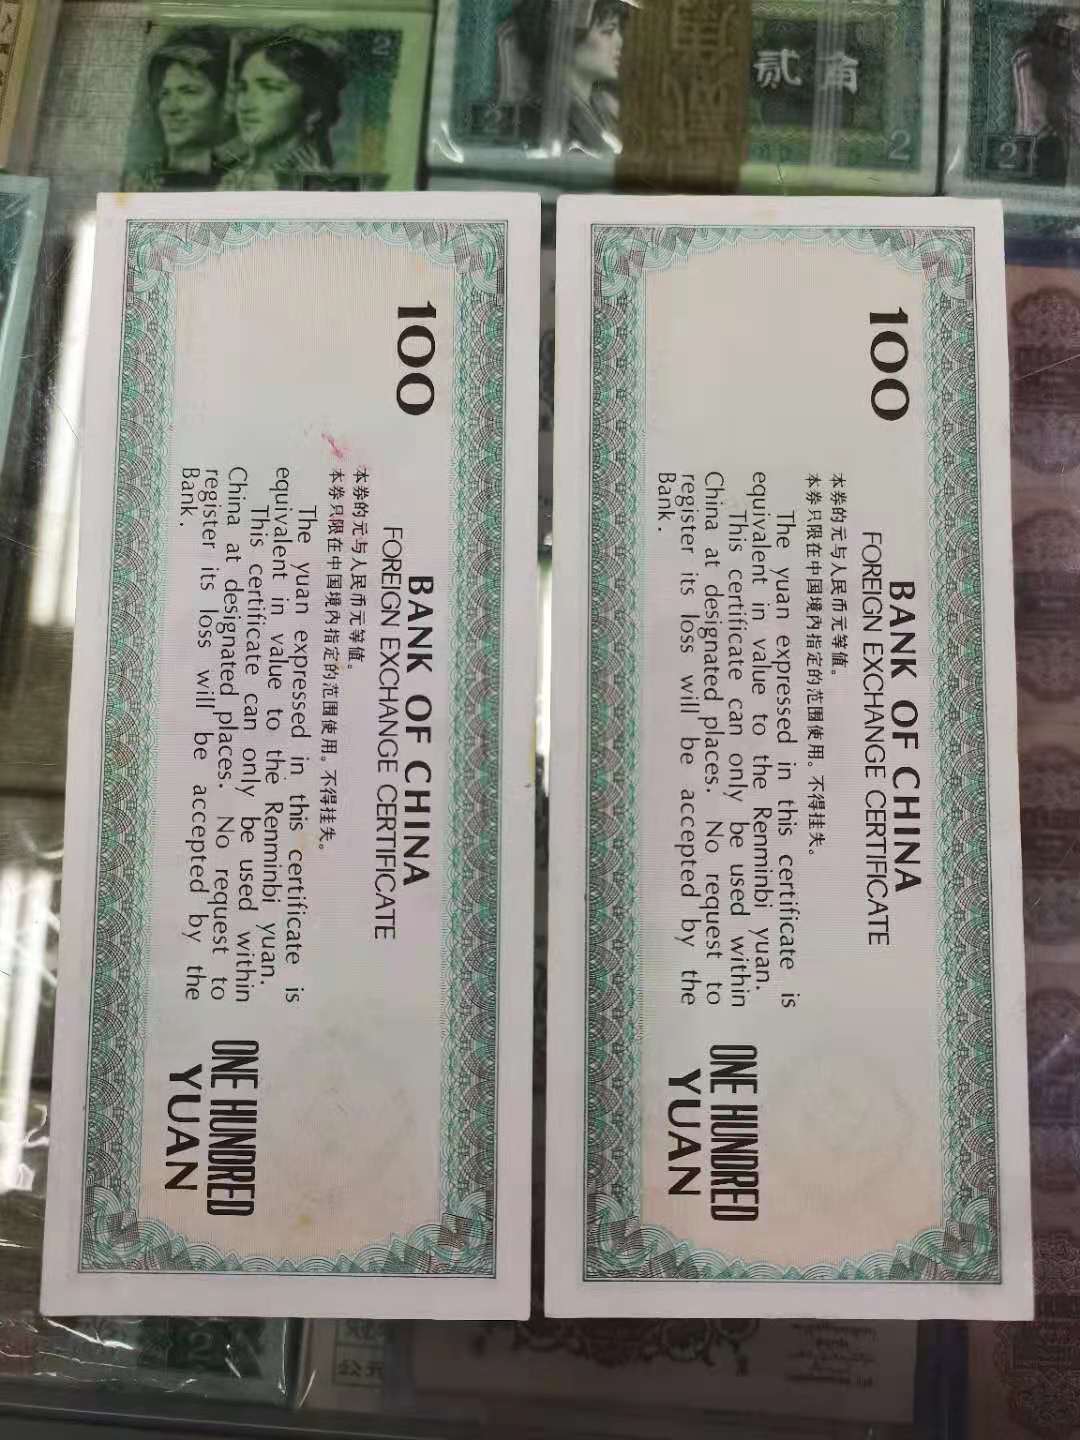 2
贰角
2
2
2
100
BANK OF CHINA
FOREIGN EXCHANGE CERTIFICATE
本券的元与人民币元等值。
本券只限在中国境内指定的范围使用。不得挂失。
The yuan expressed in this certificate is
equivalent in value to the Renminbi yuan.
This certificate can only be used within
China at designated places. No request to
register its loss will be accepted by the
Bank.
ONE HUNDRED
YUAN
100
BANK OF CHINA
FOREIGN EXCHANGE CERTIFICATE
本券的元与人民币元等值。
本券只限在中国境内指定的范围使用。不得挂失。
The yuan expressed in this certificate is
equivalent in value to the Renminbi yuan.
This certificate can only be used within
China at designated places. No request to
register its loss will be accepted by the
Bank.
ONE HUNDRED
YUAN
2
公元